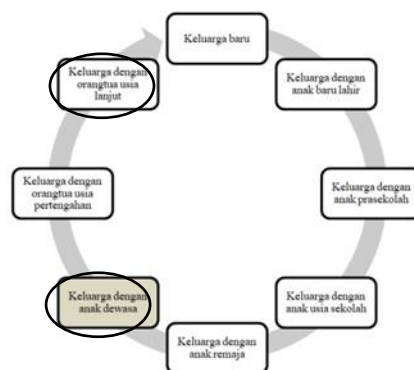 Keluarga baru
Keluarga dengan
anak baru lahir
Keluarga dengan
anak prasekolah
Keluarga dengan
anak usia sekolah
Keluarga dengan
anak remaja
Keluarga dengan
anak dewasa
Keluarga dengan
orangtua usia
pertengahan
Keluarga dengan
orangtua usia
lanjut